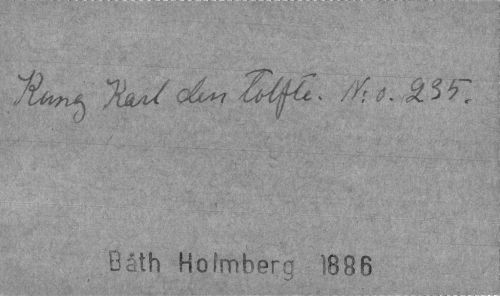 Kung Karl den tolfte. N:o. 235.
Båth Holmberg 1886